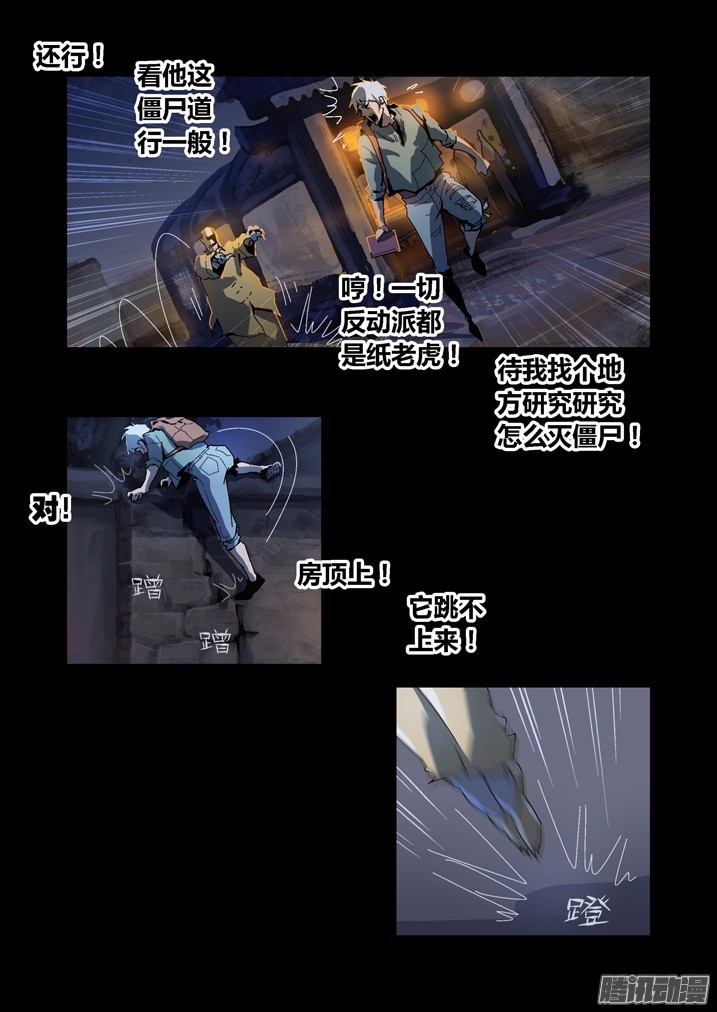 还行！
看他这
僵尸道
行一般！
哼！一切
反动派都
是纸老虎！
待我找个地
方研究研究
怎么灭僵尸！
对！
蹭
蹭
房顶上！
它跳不
上来！
蹬
腾讯动漫